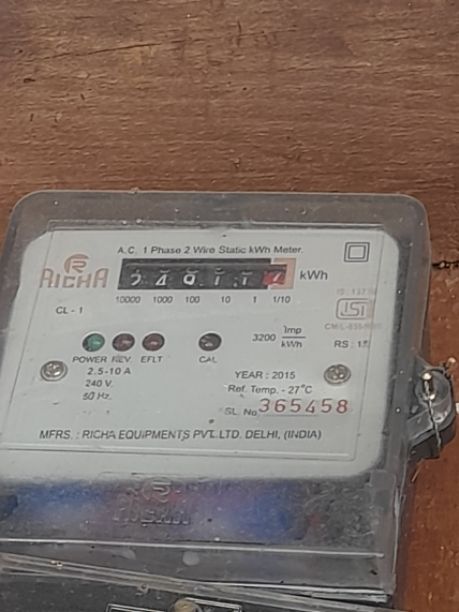 A.C. 1 Phase 2 Wire Static kWh Meter.
RICHA
kWh
10000 1000 100 10 1 1/10
CL - 1
ISI
3200 Imp/kWh
POWER REV. EFLT CAL
2.5-10 A
240 V.
50 Hz.
YEAR : 2015
Ref. Temp. - 27°C
SL. No. 365458
MFRS. : RICHA EQUIPMENTS PVT. LTD. DELHI, (INDIA)